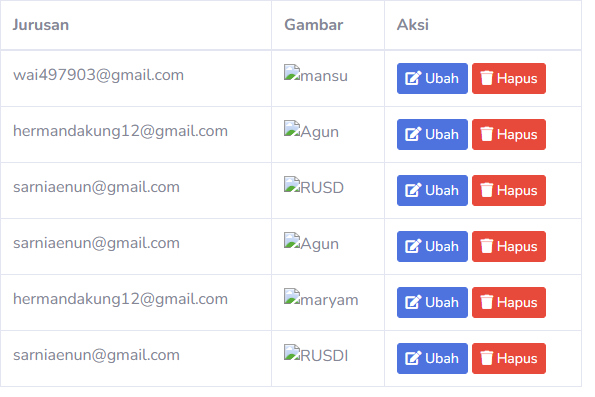 Jurusan Gambar Aksi
wai497903@gmail.com mansu Ubah Hapus
hermandakung12@gmail.com Agun Ubah Hapus
sarniaenun@gmail.com RUSD Ubah Hapus
sarniaenun@gmail.com Agun Ubah Hapus
hermandakung12@gmail.com maryam Ubah Hapus
sarniaenun@gmail.com RUSDI Ubah Hapus